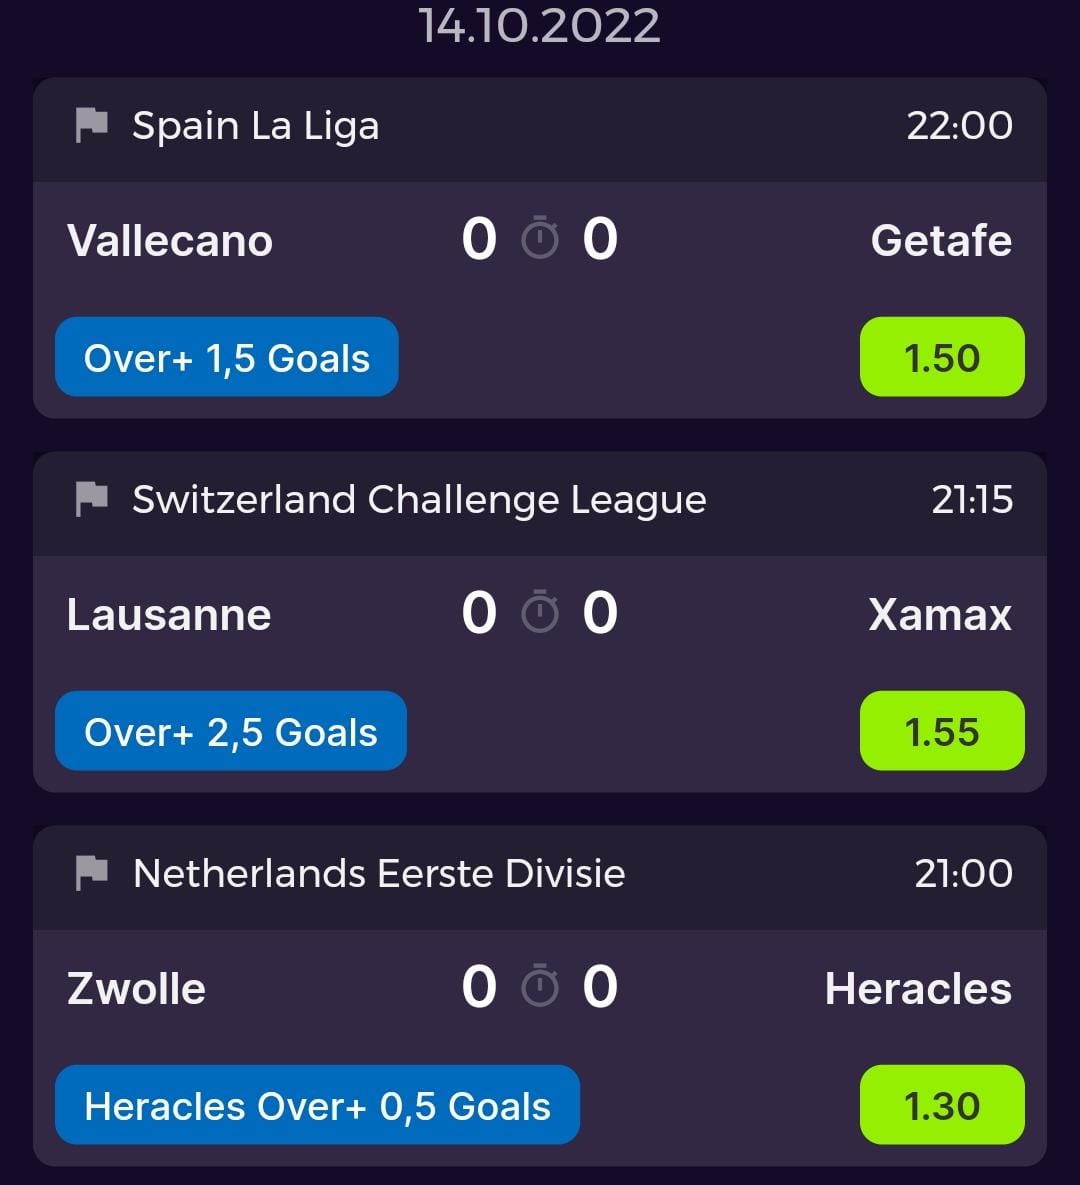 14.10.2022
Spain La Liga 22:00
Vallecano 0 0 Getafe
Over+ 1,5 Goals 1.50
Switzerland Challenge League 21:15
Lausanne 0 0 Xamax
Over+ 2,5 Goals 1.55
Netherlands Eerste Divisie 21:00
Zwolle 0 0 Heracles
Heracles Over+ 0,5 Goals 1.30